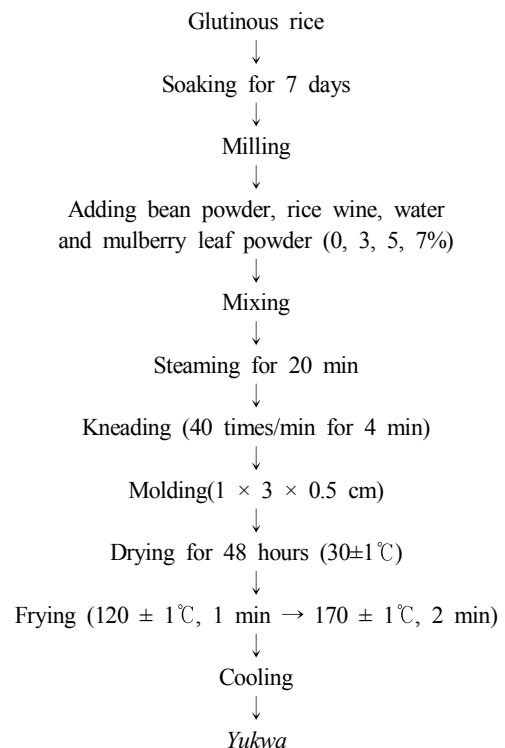 Glutinous rice
↓
Soaking for 7 days
↓
Milling
↓
Adding bean powder, rice wine, water
and mulberry leaf powder (0, 3, 5, 7%)
↓
Mixing
↓
Steaming for 20 min
↓
Kneading (40 times/min for 4 min)
↓
Molding(1 × 3 × 0.5 cm)
↓
Drying for 48 hours (30±1℃)
↓
Frying (120 ± 1℃, 1 min → 170 ± 1℃, 2 min)
↓
Cooling
↓
Yukwa